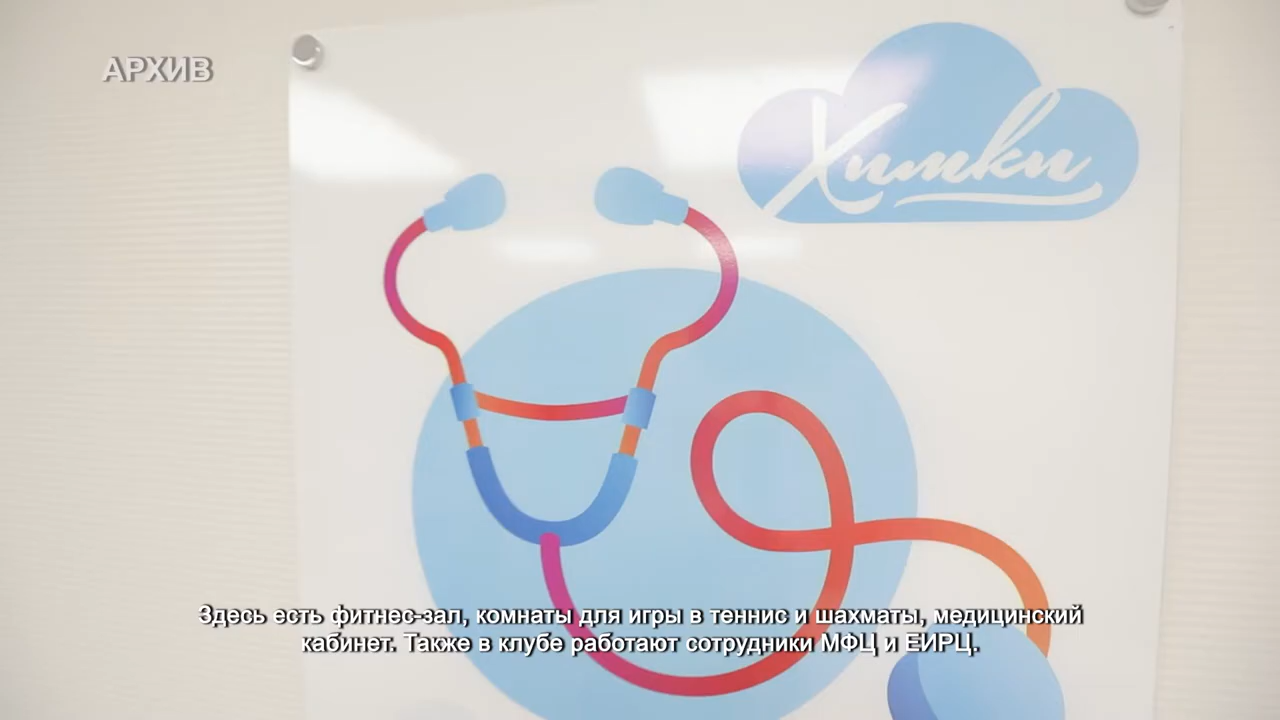 АРХИВ
Химки
Здесь есть фитнес-зал, комнаты для игры в теннис и шахматы, медицинский
кабинет. Также в клубе работают сотрудники МФЦ и ЕИРЦ.